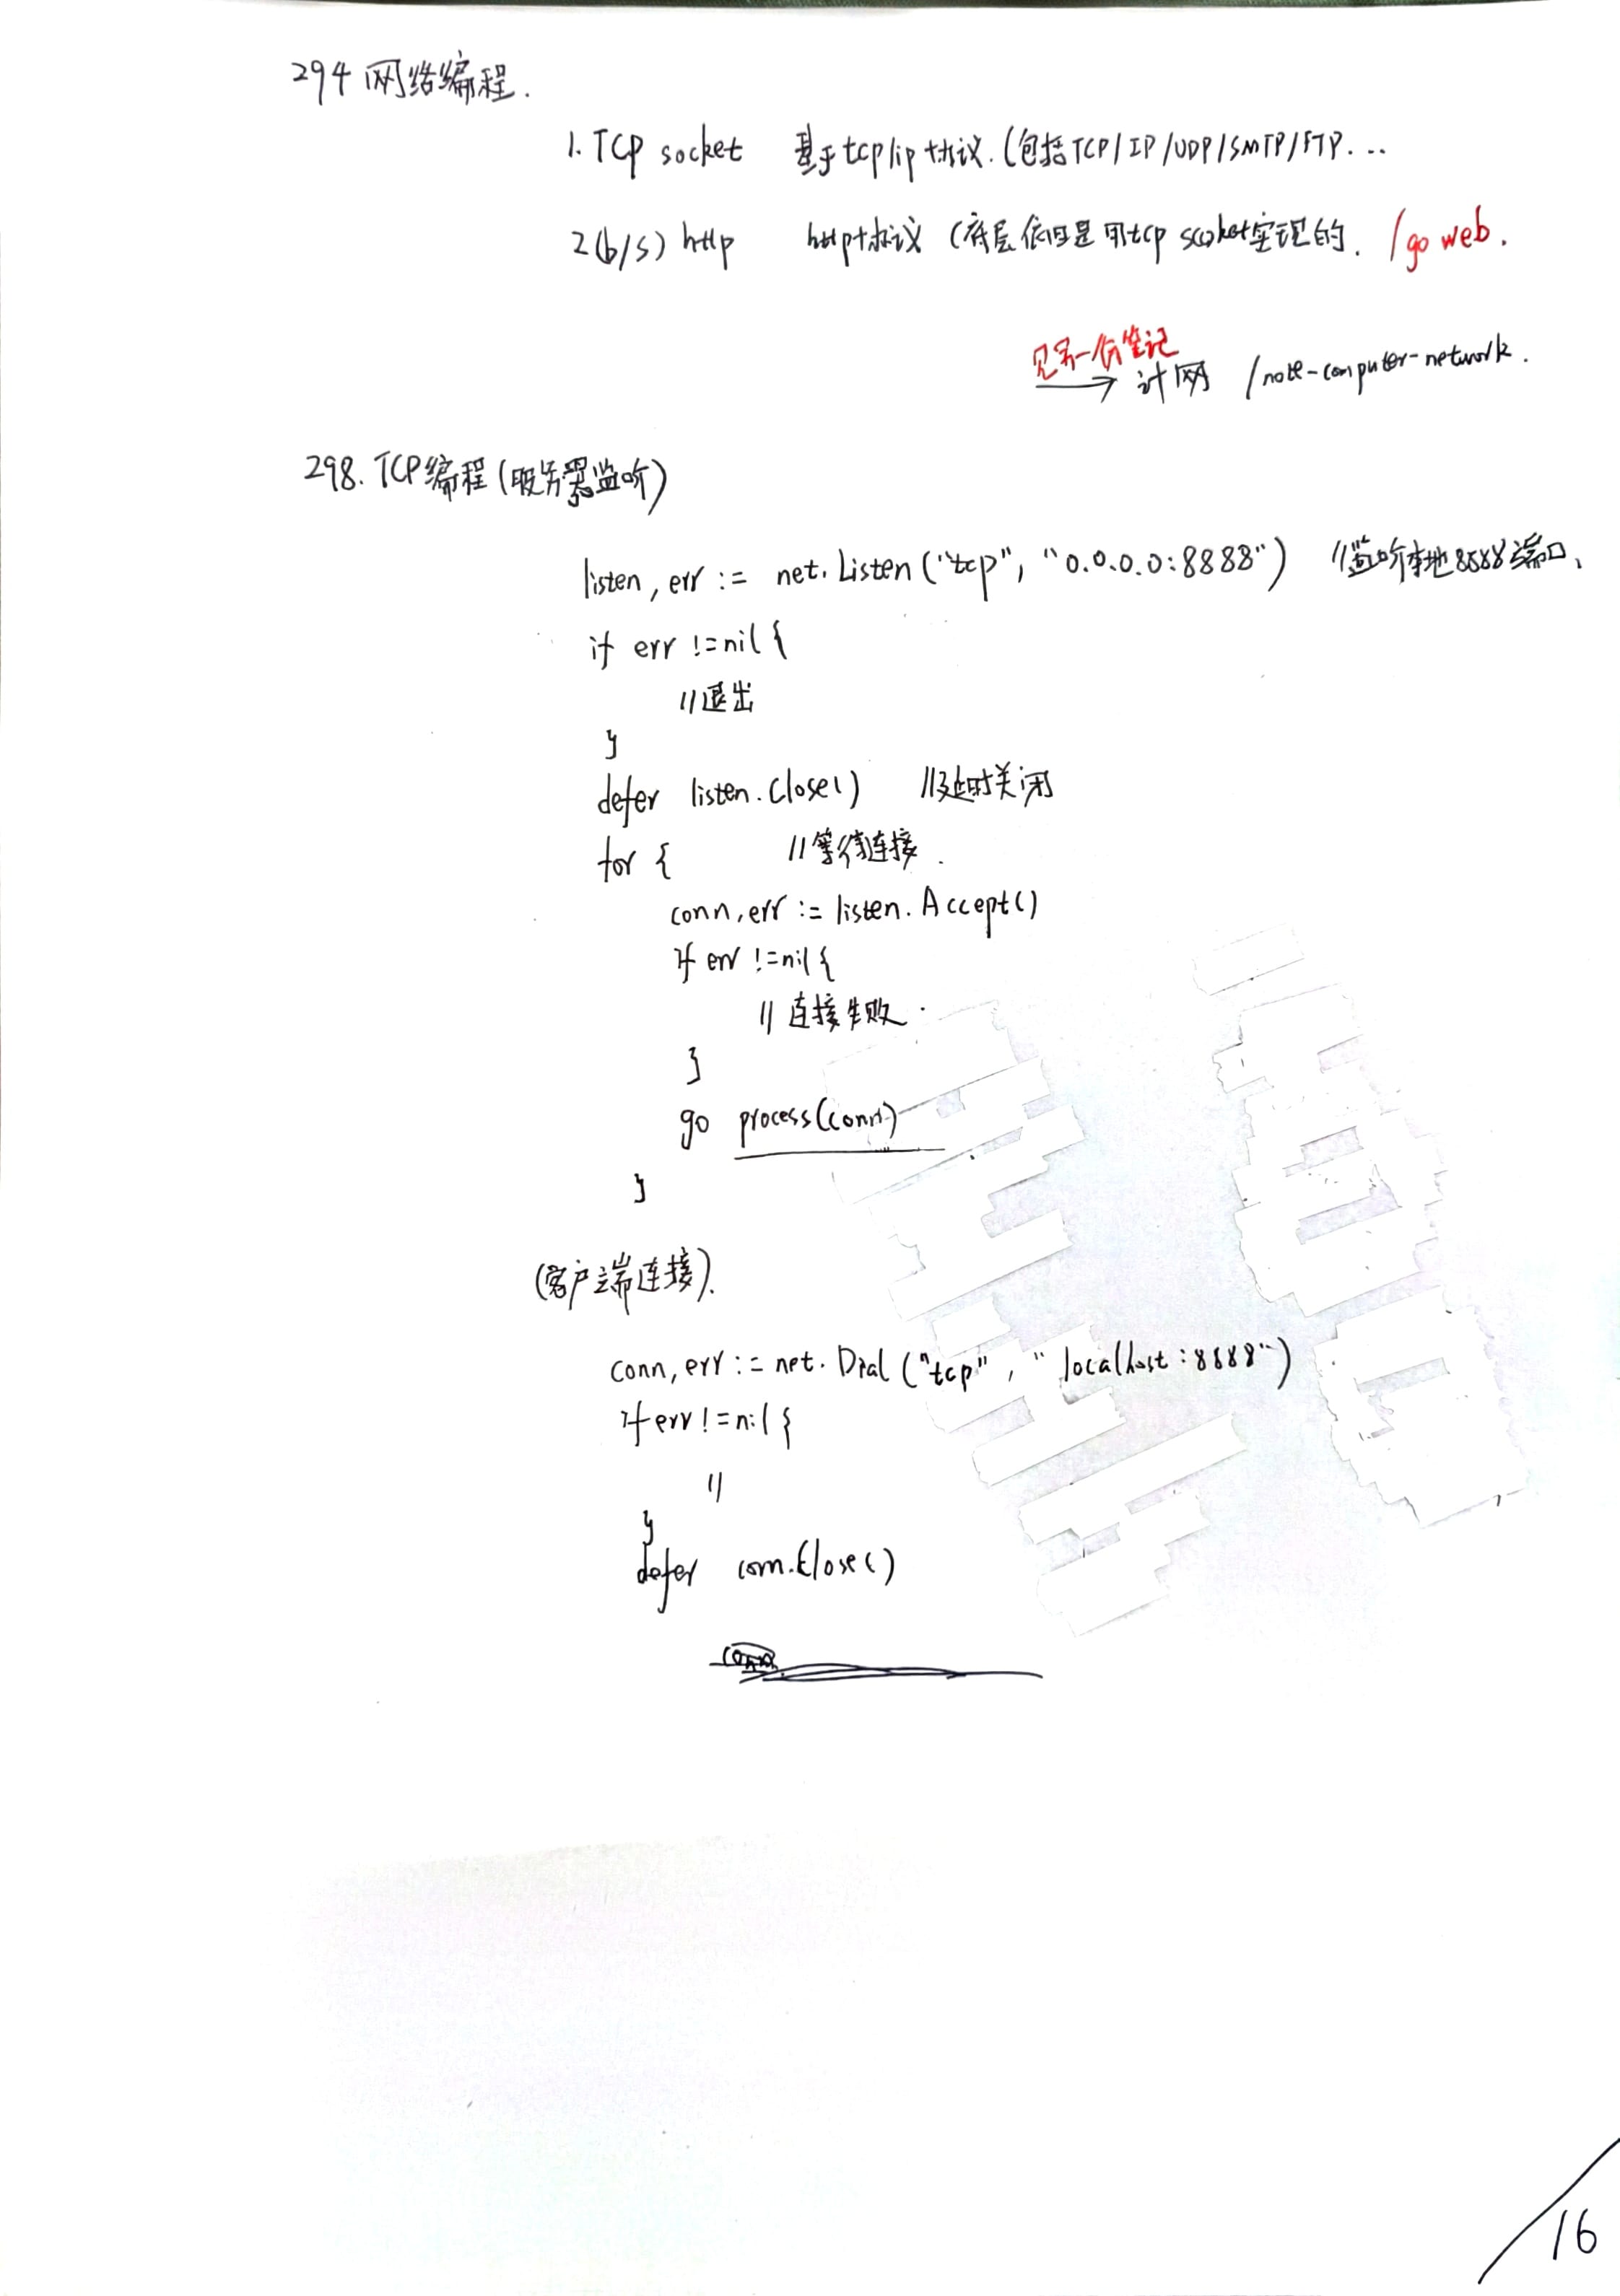 294 网络编程.
1. TCP socket 基于tcp/ip协议.(包括TCP/IP/UDP/SMTP/FTP...
2(b/s) http http协议 (底层依旧是用tcp socket实现的. /go web.
见另一份笔记
→ 计网 /note-computer-network.
298. TCP编程(服务器监听)
listen, err := net.Listen("tcp", "0.0.0.0:8888") //监听本地8888端口,
if err !=nil {
//退出
}
defer listen.Close() //延时关闭
for { //等待连接.
conn, err := listen.Accept()
if err !=nil {
// 连接失败.
}
go process(conn)
}
(客户端连接).
conn, err := net.Dial ("tcp", "localhost:8888")
if err != nil {
//
}
defer conn.Close()
16